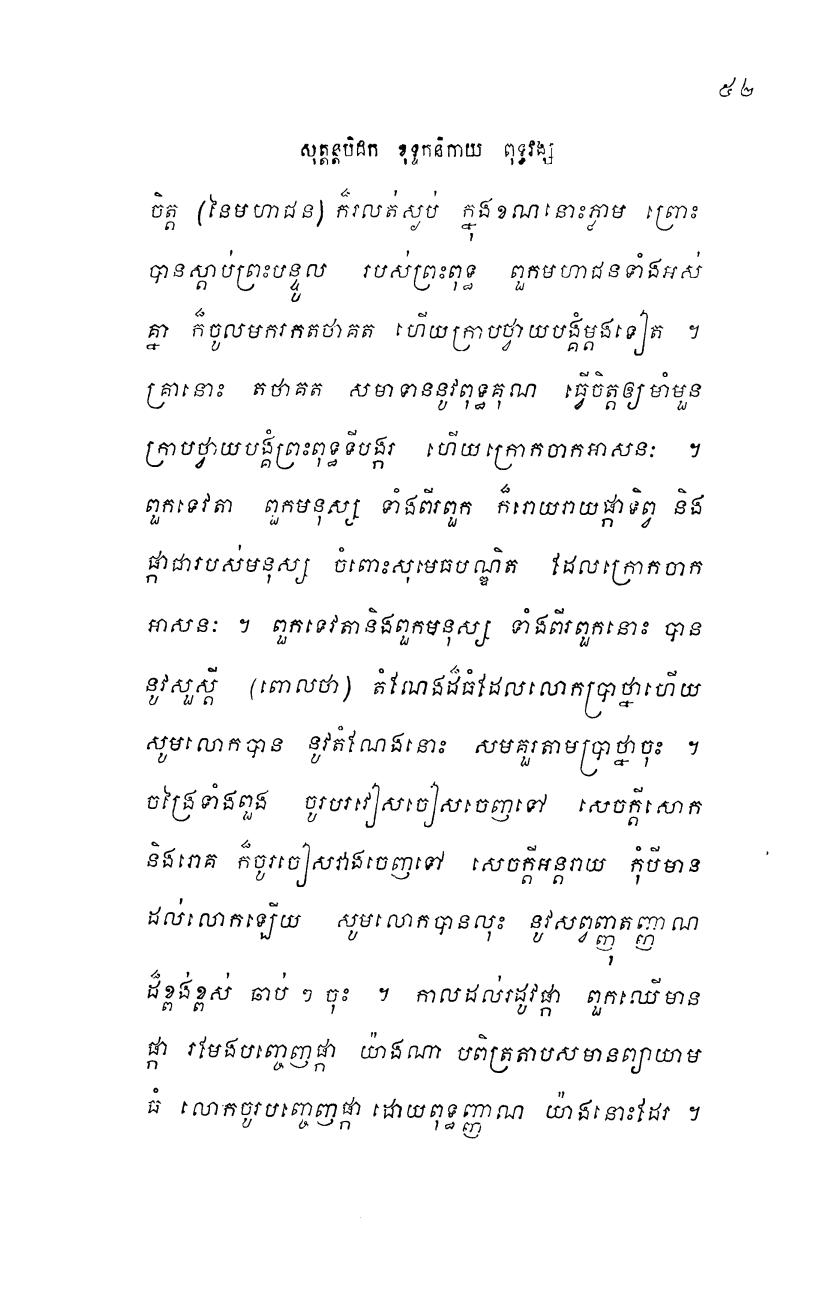 ៥២
សុត្តន្តបិដក ខុទ្ទកនិកាយ ពុទ្ធវង្ស
ចិត្ត (នៃមហាជន) ក៏រលត់ស្ងប់ ក្នុងខណនោះភ្លាម ព្រោះ
បានស្តាប់ព្រះបន្ទូល របស់ព្រះពុទ្ធ ពួកមហាជនទាំងអស់
គ្នា ក៏ចូលមករកតថាគត ហើយក្រាបថ្វាយបង្គំម្តងទៀត ។
គ្រានោះ តថាគត សមាទាននូវពុទ្ធគុណ ធ្វើចិត្តឲ្យមាំមួន
ក្រាបថ្វាយបង្គំព្រះពុទ្ធទីបង្ករ ហើយក្រោកចាកអាសនៈ ។
ពួកទេវតា ពួកមនុស្ស ទាំងពីរពួក ក៏រោយរាយផ្កាទិព្វ និង
ផ្កាជារបស់មនុស្ស ចំពោះសុមេធបណ្ឌិត ដែលក្រោកចាក
អាសនៈ ។ ពួកទេវតានិងពួកមនុស្ស ទាំងពីរពួកនោះ បាន
នូវសួស្តី (ពោលថា) តំណែងដ៏ធំដែលលោកប្រាថ្នាហើយ
សូមលោកបាន នូវតំណែងនោះ សមគួរតាមប្រាថ្នាចុះ ។
ចង្រៃទាំងពួង ចូរបរវៀសចៀសចេញទៅ សេចក្តីសោក
និងរោគ ក៏ចូរចៀសវាងចេញទៅ សេចក្តីអន្តរាយ កុំបីមាន
ដល់លោកឡើយ សូមលោកបានលុះ នូវសព្វញ្ញុតញ្ញាណ
ដ៏ខ្ពង់ខ្ពស់ ឆាប់ ៗ ចុះ ។ កាលដល់រដូវផ្កា ពួកឈើមាន
ផ្កា រមែងបញ្ចេញផ្កា យ៉ាងណា បពិត្រតាបសមានព្យាយាម
ធំ លោកចូរបញ្ចេញផ្កា ដោយពុទ្ធញ្ញាណ យ៉ាងនោះដែរ ។